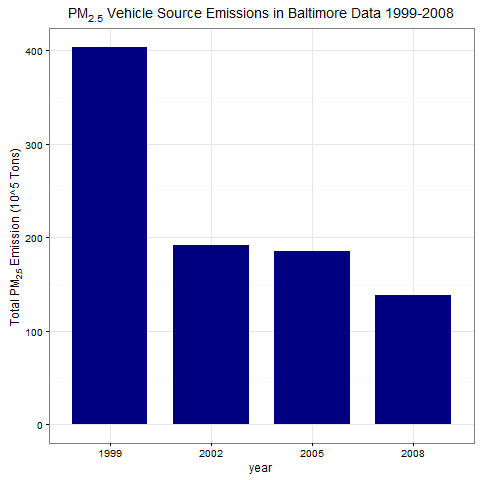 PM2.5 Vehicle Source Emissions in Baltimore Data 1999-2008
Total PM25 Emission (10^5 Tons)
400
300
200
100
0
1999 2002 2005 2008
year